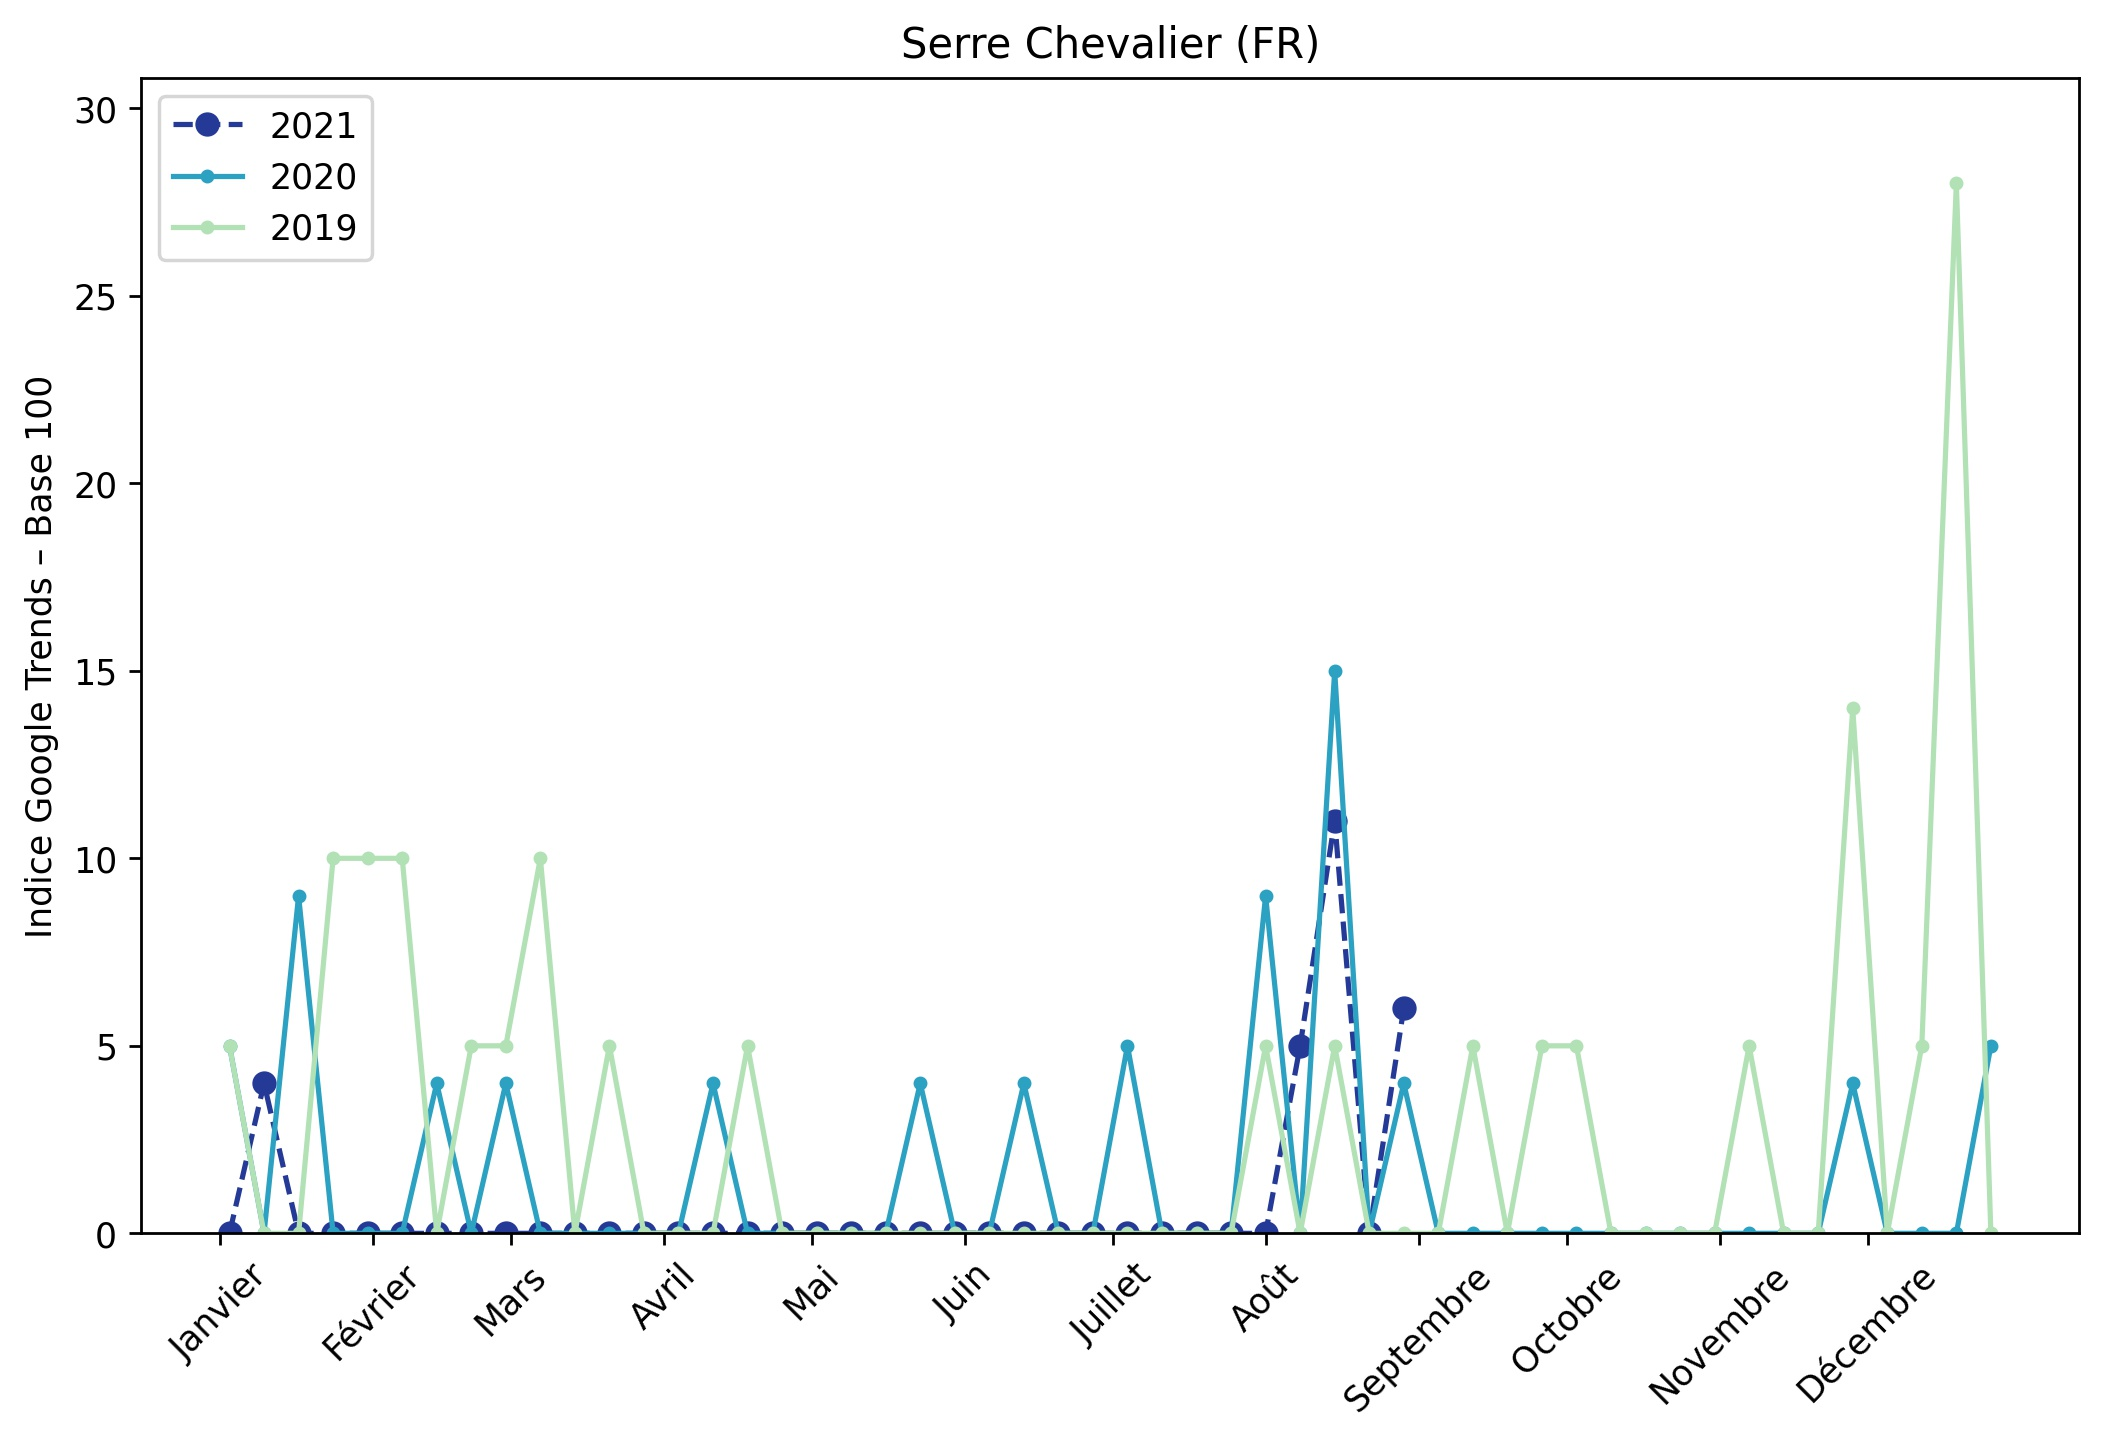 Serre Chevalier (FR)
2021
2020
2019
Indice Google Trends – Base 100
30
25
20
15
10
5
0
Janvier
Février
Mars
Avril
Mai
Juin
Juillet
Août
Septembre
Octobre
Novembre
Décembre